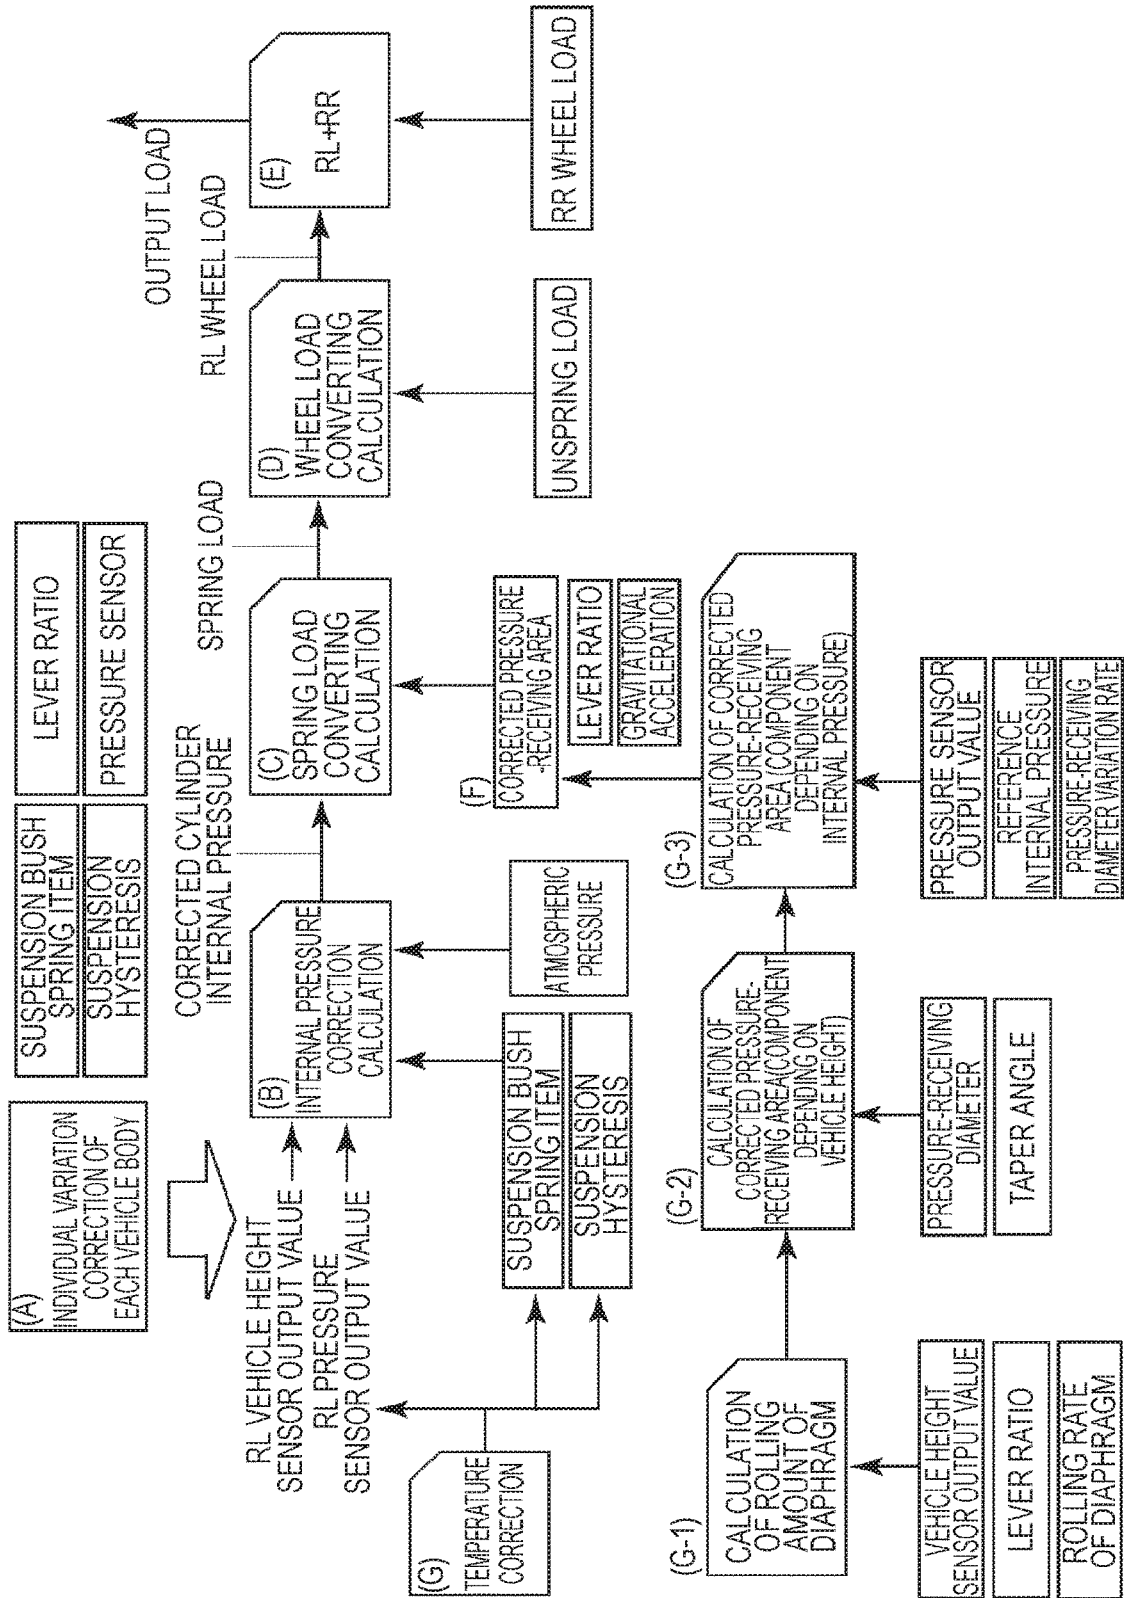 (A)
INDIVIDUAL VARIATION
CORRECTION OF
EACH VEHICLE BODY
SUSPENSION BUSH
SPRING ITEM
SUSPENSION
HYSTERESIS
LEVER RATIO
PRESSURE SENSOR
RL VEHICLE HEIGHT
SENSOR OUTPUT VALUE
RL PRESSURE
SENSOR OUTPUT VALUE
(B)
INTERNAL PRESSURE
CORRECTION
CALCULATION
CORRECTED CYLINDER
INTERNAL PRESSURE
(C)
SPRING LOAD
CONVERTING
CALCULATION
SPRING LOAD
(D)
WHEEL LOAD
CONVERTING
CALCULATION
RL WHEEL LOAD
OUTPUT LOAD
(E)
RL+RR
(G)
TEMPERATURE
CORRECTION
SUSPENSION BUSH
SPRING ITEM
SUSPENSION
HYSTERESIS
ATMOSPHERIC
PRESSURE
(F)
CORRECTED PRESSURE
-RECEIVING AREA
LEVER RATIO
GRAVITATIONAL
ACCELERATION
UNSPRING LOAD
RR WHEEL LOAD
(G-1)
CALCULATION
OF ROLLING
AMOUNT OF
DIAPHRAGM
(G-2)
CALCULATION OF
CORRECTED PRESSURE-
RECEIVING AREA(COMPONENT
DEPENDING ON
VEHICLE HEIGHT)
(G-3)
CALCULATION OF CORRECTED
PRESSURE-RECEIVING
AREA(COMPONENT
DEPENDING ON
INTERNAL PRESSURE)
VEHICLE HEIGHT
SENSOR OUTPUT VALUE
LEVER RATIO
ROLLING RATE
OF DIAPHRAGM
PRESSURE-RECEIVING
DIAMETER
TAPER ANGLE
PRESSURE SENSOR
OUTPUT VALUE
REFERENCE
INTERNAL PRESSURE
PRESSURE-RECEIVING
DIAMETER VARIATION RATE